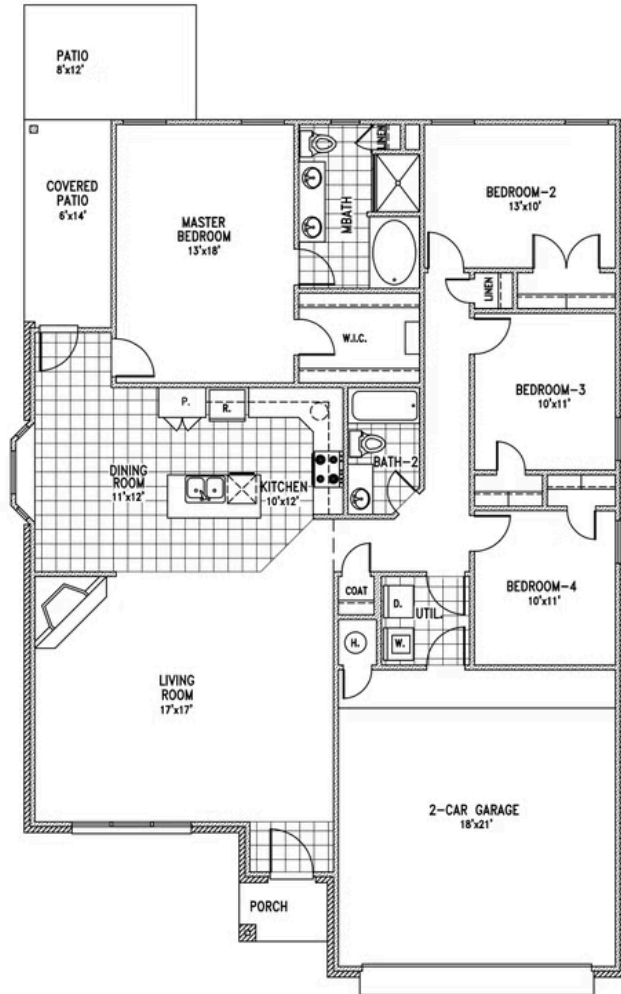 PATIO
8'x12'
COVERED
PATIO
6'x14'
MASTER
BEDROOM
13'x18'
MBATH
LINEN
BEDROOM-2
13'x10'
LINEN
W.I.C.
BEDROOM-3
10'x11'
P.
R.
BATH-2
DINING
ROOM
11'x12'
KITCHEN
10'x12'
BEDROOM-4
10'x11'
COAT
D.
UTIL.
W.
H.
LIVING
ROOM
17'x17'
2-CAR GARAGE
18'x21'
PORCH